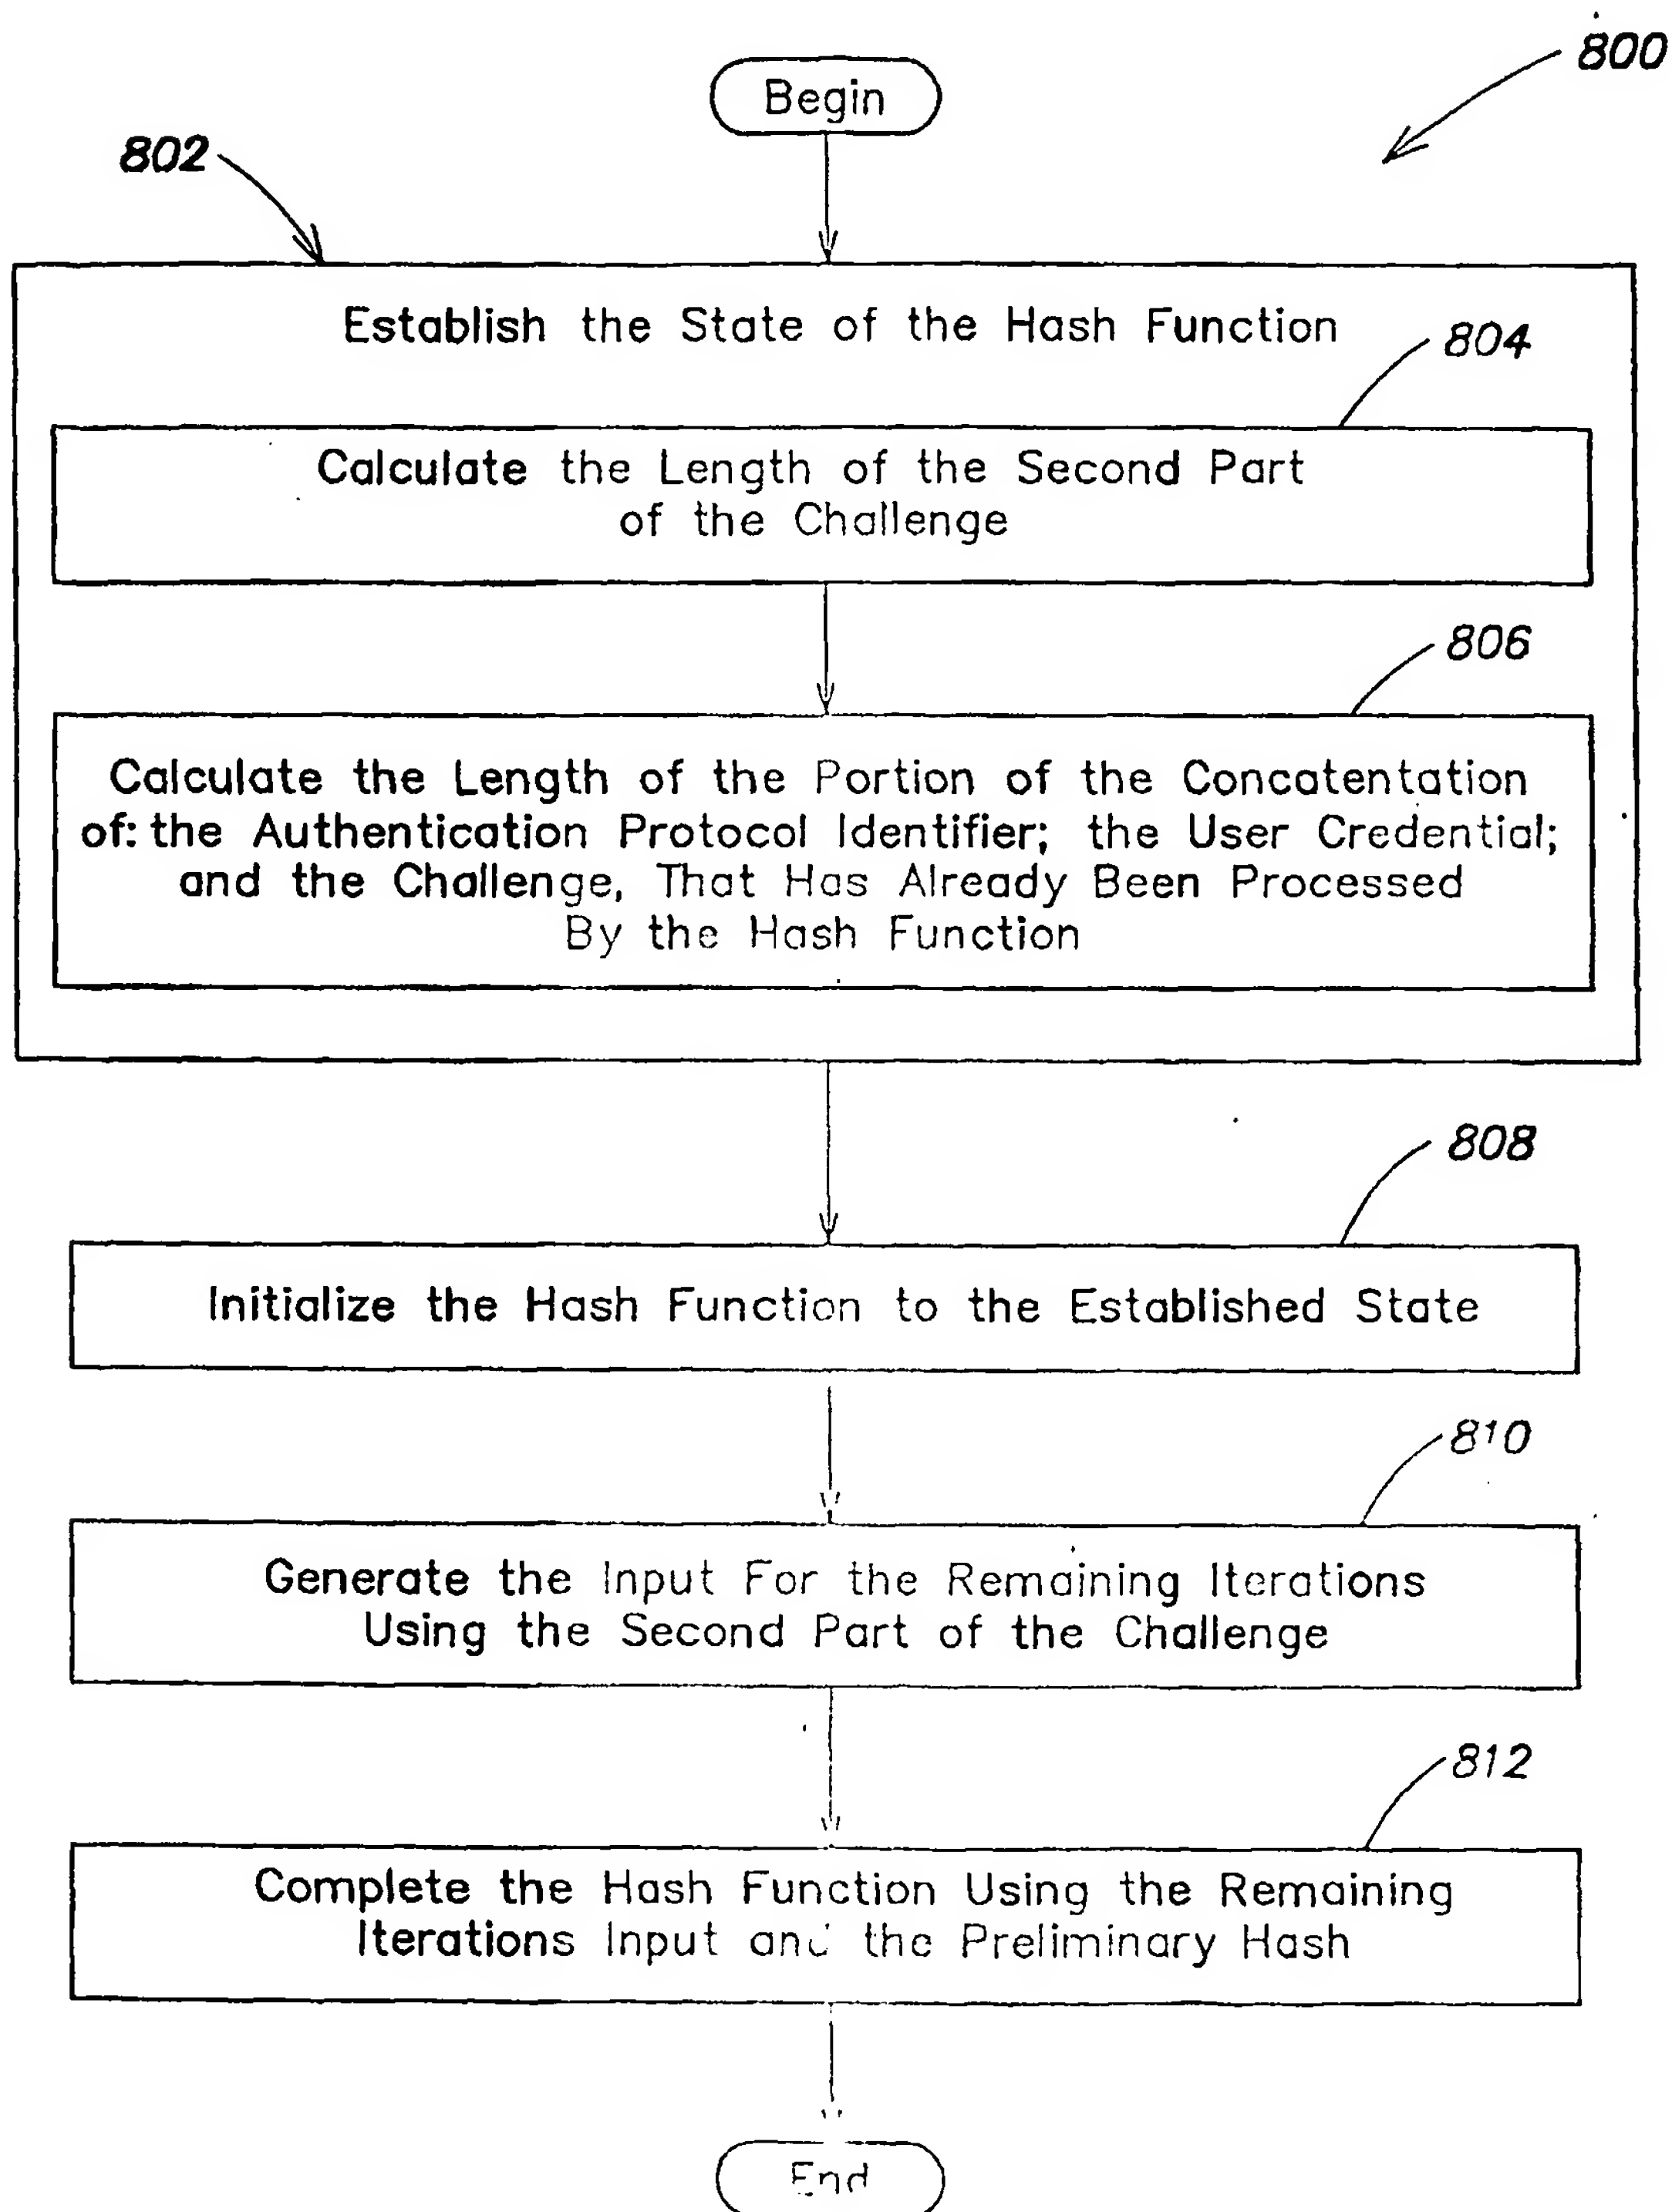 800
Begin
802
Establish the State of the Hash Function
804
Calculate the Length of the Second Part
of the Challenge
806
Calculate the Length of the Portion of the Concatentation
of: the Authentication Protocol Identifier; the User Credential;
and the Challenge, That Has Already Been Processed
By the Hash Function
808
Initialize the Hash Function to the Established State
810
Generate the Input For the Remaining Iterations
Using the Second Part of the Challenge
812
Complete the Hash Function Using the Remaining
Iterations Input and the Preliminary Hash
End